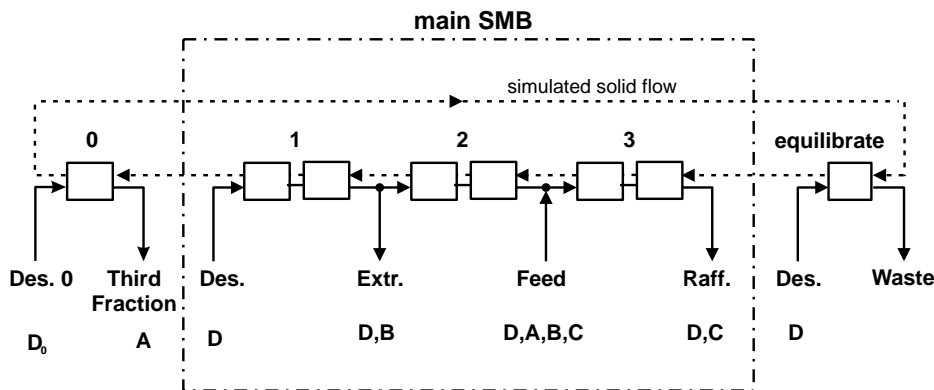 main SMB
simulated solid flow
0
1
2
3
equilibrate
Des. 0
Third
Fraction
Des.
Extr.
Feed
Raff.
Des.
Waste
D₀
A
D
D,B
D,A,B,C
D,C
D